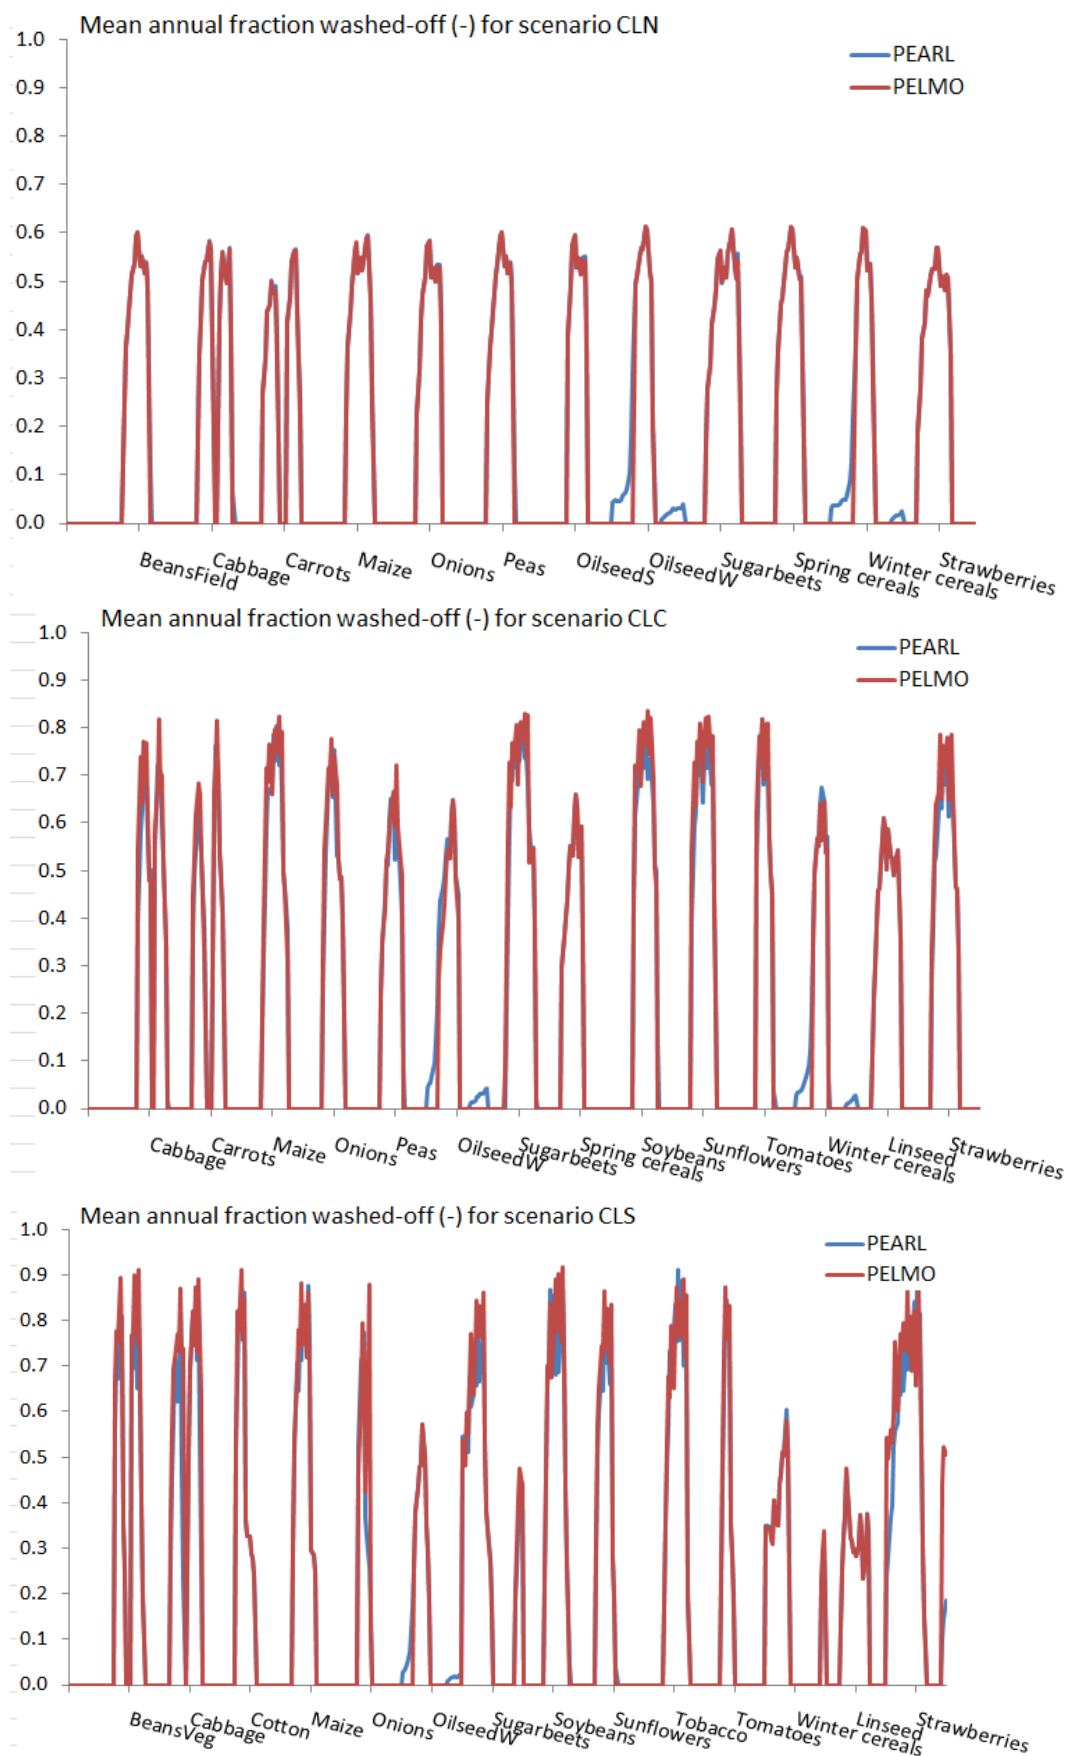 Mean annual fraction washed-off (-) for scenario CLN
1.0
0.9
0.8
0.7
0.6
0.5
0.4
0.3
0.2
0.1
0.0
PEARL
PELMO
BeansField
Cabbage
Carrots
Maize
Onions
Peas
OilseedS
OilseedW
Sugarbeets
Spring cereals
Winter cereals
Strawberries
Mean annual fraction washed-off (-) for scenario CLC
1.0
0.9
0.8
0.7
0.6
0.5
0.4
0.3
0.2
0.1
0.0
PEARL
PELMO
Cabbage
Carrots
Maize
Onions
Peas
OilseedW
Sugarbeets
Spring cereals
Soybeans
Sunflowers
Tomatoes
Winter cereals
Linseed
Strawberries
Mean annual fraction washed-off (-) for scenario CLS
1.0
0.9
0.8
0.7
0.6
0.5
0.4
0.3
0.2
0.1
0.0
PEARL
PELMO
BeansVeg
Cabbage
Cotton
Maize
Onions
OilseedW
Sugarbeets
Soybeans
Sunflowers
Tobacco
Tomatoes
Winter cereals
Linseed
Strawberries